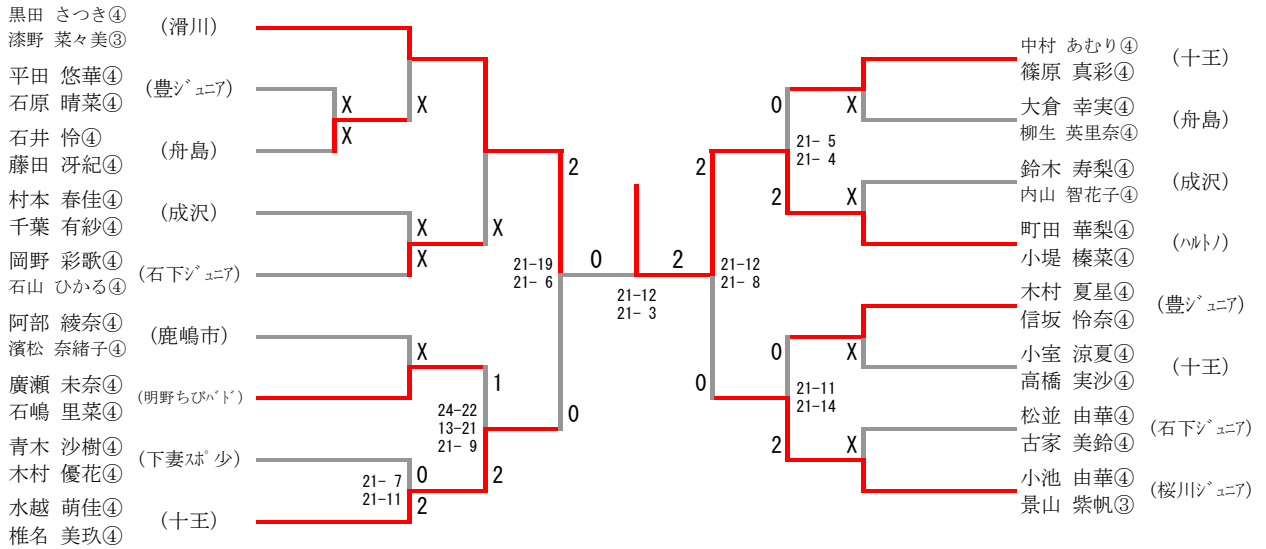 黒田 さつき④
漆野 菜々美③
(滑川)
平田 悠華④
石原 晴菜④
(豊ｼﾞｭﾆｱ)
X
石井 怜④
藤田 冴紀④
(舟島)
X
X
村本 春佳④
千葉 有紗④
(成沢)
X
岡野 彩歌④
石山 ひかる④
(石下ｼﾞｭﾆｱ)
X
X
2
阿部 綾奈④
濱松 奈緒子④
(鹿嶋市)
X
廣瀬 未奈④
石嶋 里菜④
(明野ちびﾊﾞﾄﾞ)
1
青木 沙樹④
木村 優花④
(下妻ｽﾎﾟ少)
0
水越 萌佳④
椎名 美玖④
(十王)
2
21- 7
21-11
24-22
13-21
21- 9
2
0
21-19
21- 6
0
21-12
21- 3
2
21-12
21- 8
2
0
中村 あむり④
篠原 真彩④
(十王)
0
X
大倉 幸実④
柳生 英里奈④
(舟島)
21- 5
21- 4
鈴木 寿梨④
内山 智花子④
(成沢)
2
X
町田 華梨④
小堤 榛菜④
(ﾊﾙﾄﾉ)
木村 夏星④
信坂 怜奈④
(豊ｼﾞｭﾆｱ)
0
X
小室 涼夏④
高橋 実沙④
(十王)
21-11
21-14
松並 由華④
古家 美鈴④
(石下ｼﾞｭﾆｱ)
2
X
小池 由華④
景山 紫帆③
(桜川ｼﾞｭﾆｱ)